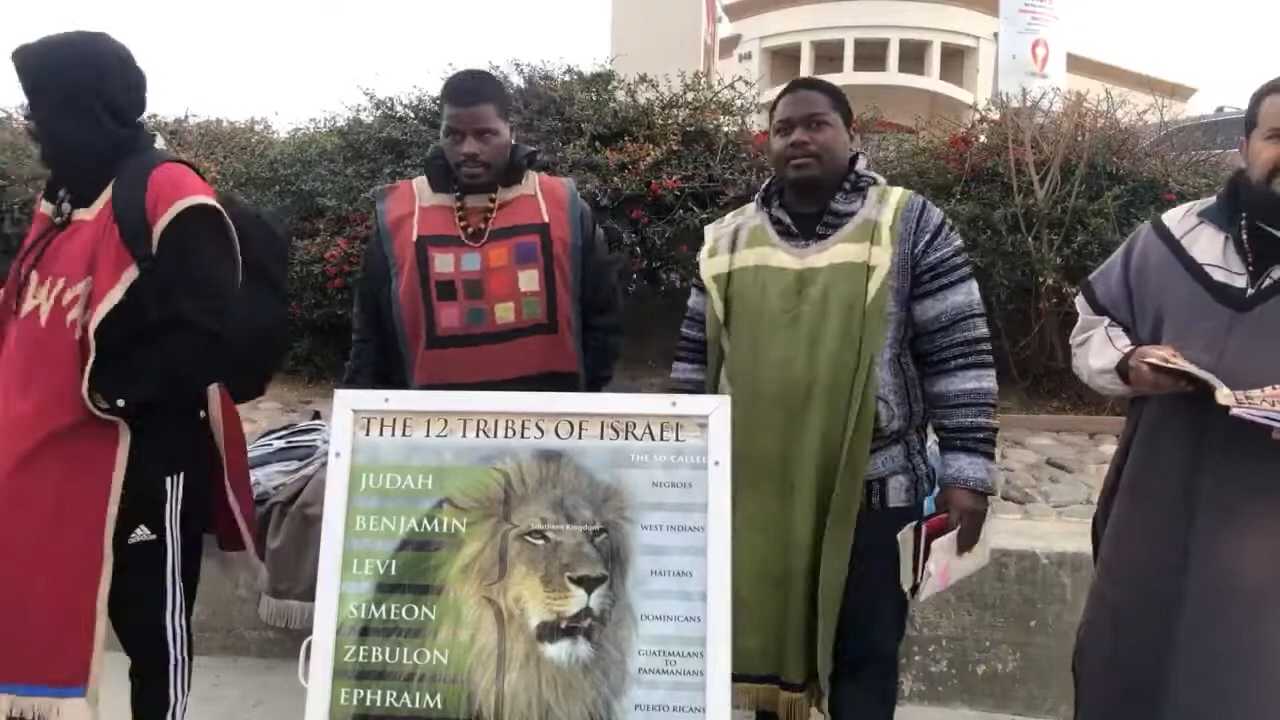 THE 12 TRIBES OF ISRAEL
THE SO CALLED
JUDAH
NEGROES
BENJAMIN
Southern Kingdom
WEST INDIANS
LEVI
HAITIANS
SIMEON
DOMINICANS
ZEBULON
GUATEMALANS
TO
PANAMANIANS
EPHRAIM
PUERTO RICANS
adidas